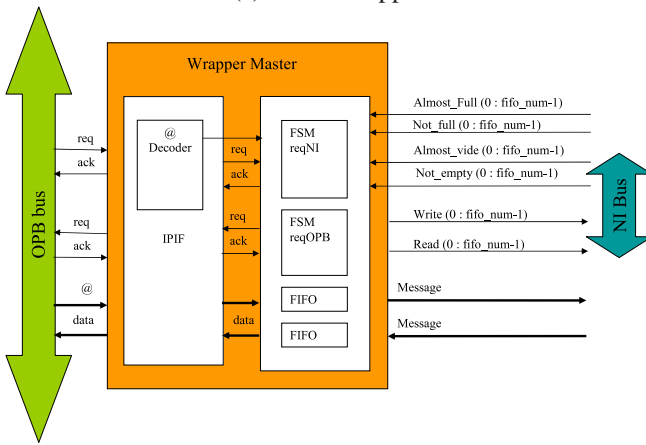 (
Wrapper Master
OPB bus
req
ack
req
ack
@
data
@
Decoder
IPIF
req
ack
req
ack
data
FSM
reqNI
FSM
reqOPB
FIFO
FIFO
Almost_Full (0 : fifo_num-1)
Not_full (0 : fifo_num-1)
Almost_vide (0 : fifo_num-1)
Not_empty (0 : fifo_num-1)
Write (0 : fifo_num-1)
Read (0 : fifo_num-1)
Message
Message
NI Bus